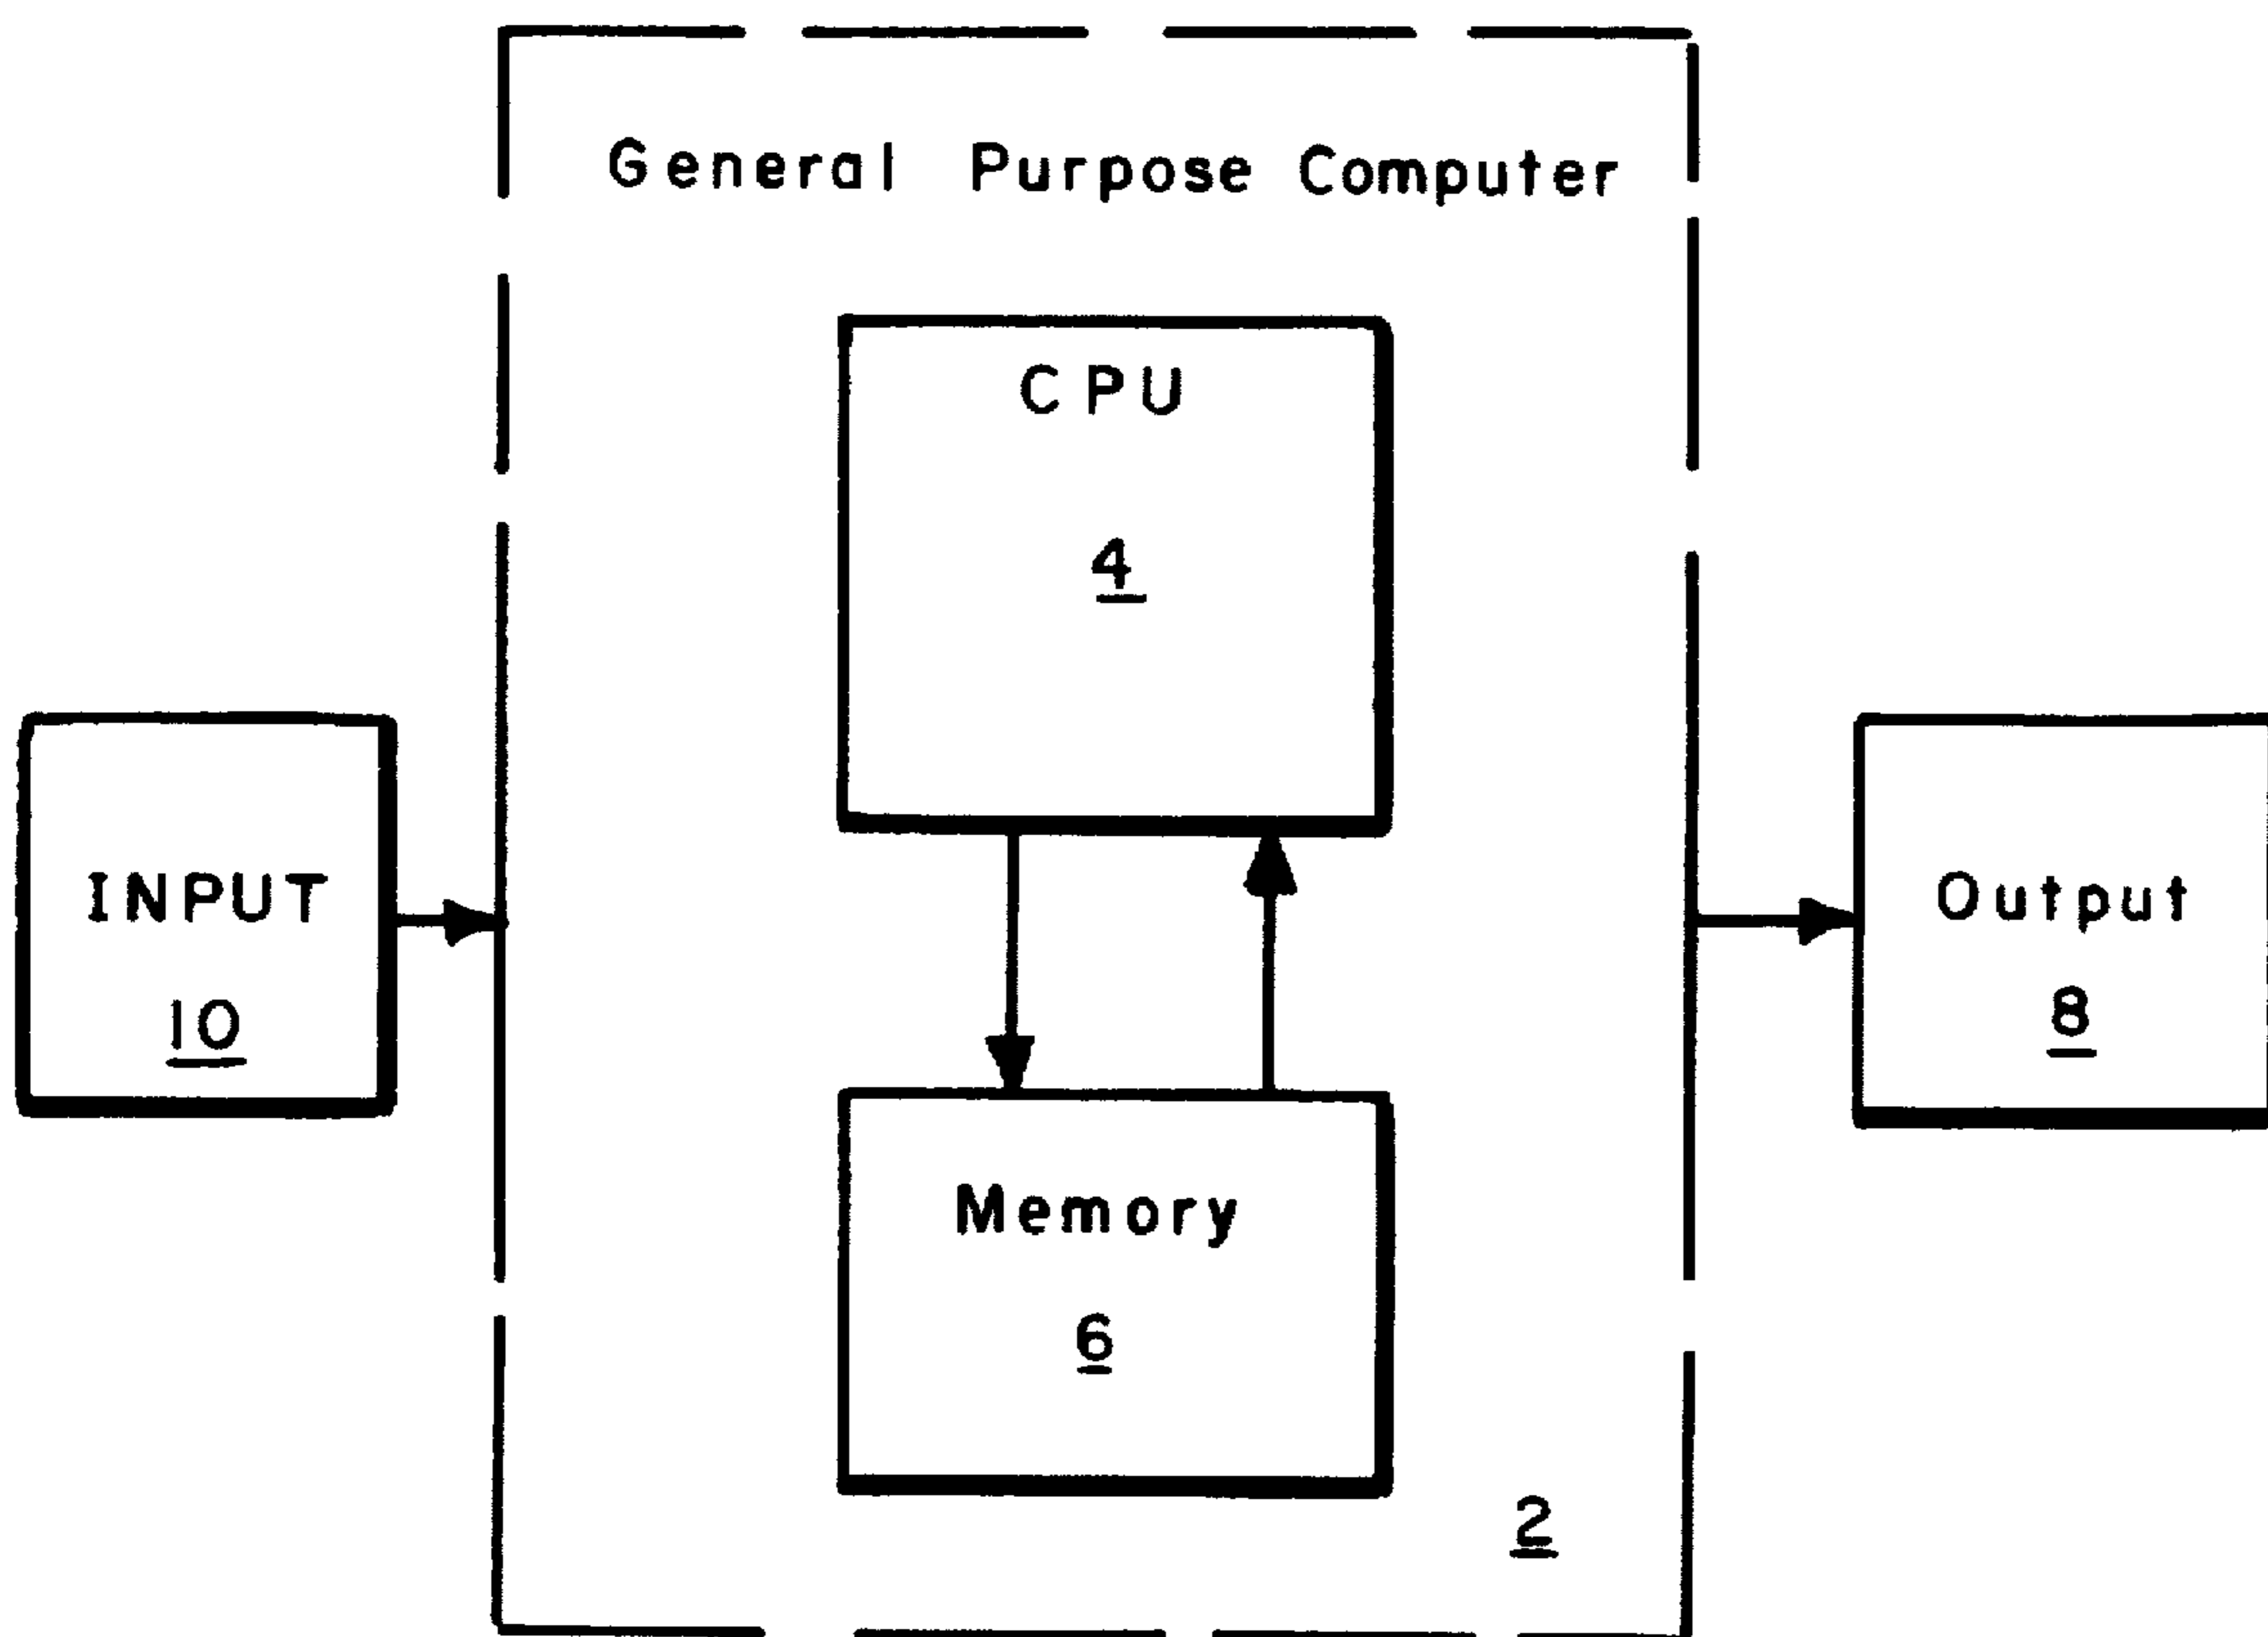 General Purpose Computer
CPU
4
INPUT
10
Output
8
Memory
6
2